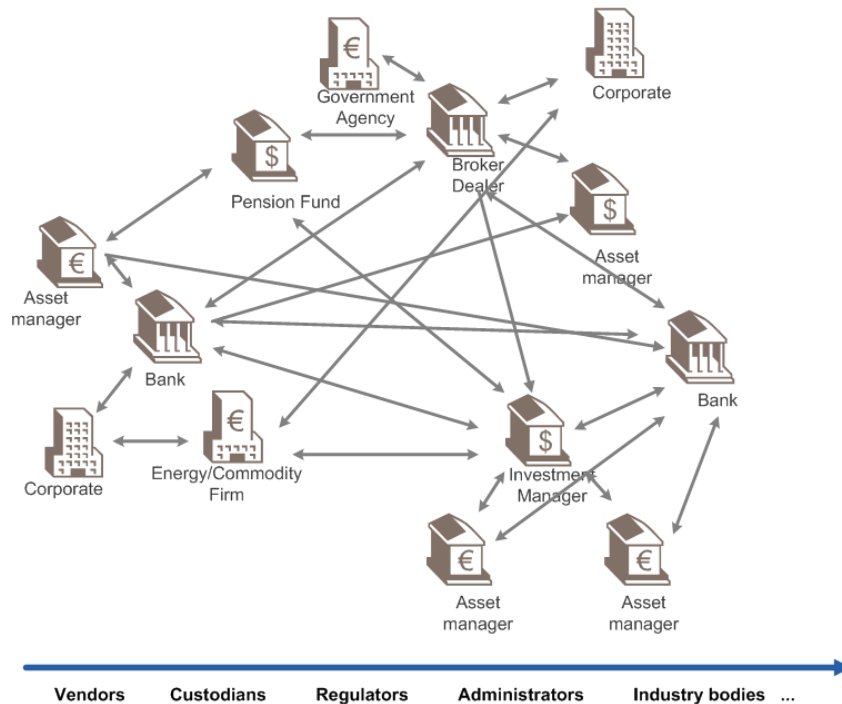 €
Government
Agency
Corporate
$
Pension Fund
Broker
Dealer
$
Asset
manager
€
Asset
manager
Bank
Bank
€
Energy/Commodity
Firm
Corporate
$
Investment
Manager
€
Asset
manager
€
Asset
manager
Vendors Custodians Regulators Administrators Industry bodies ...